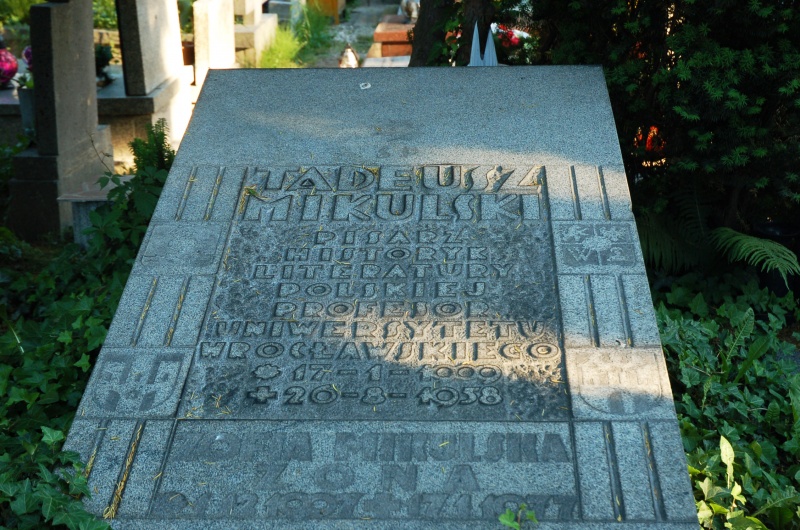 TADEUSZ
MIKULSKI
PISARZ
HISTORYK
LITERATURY
POLSKIEJ
PROFESOR
UNIWERSYTETU
WROCŁAWSKIEGO
* 17-1-1909
+ 20-8-1958
ZOFIA MIKULSKA
ŻONA